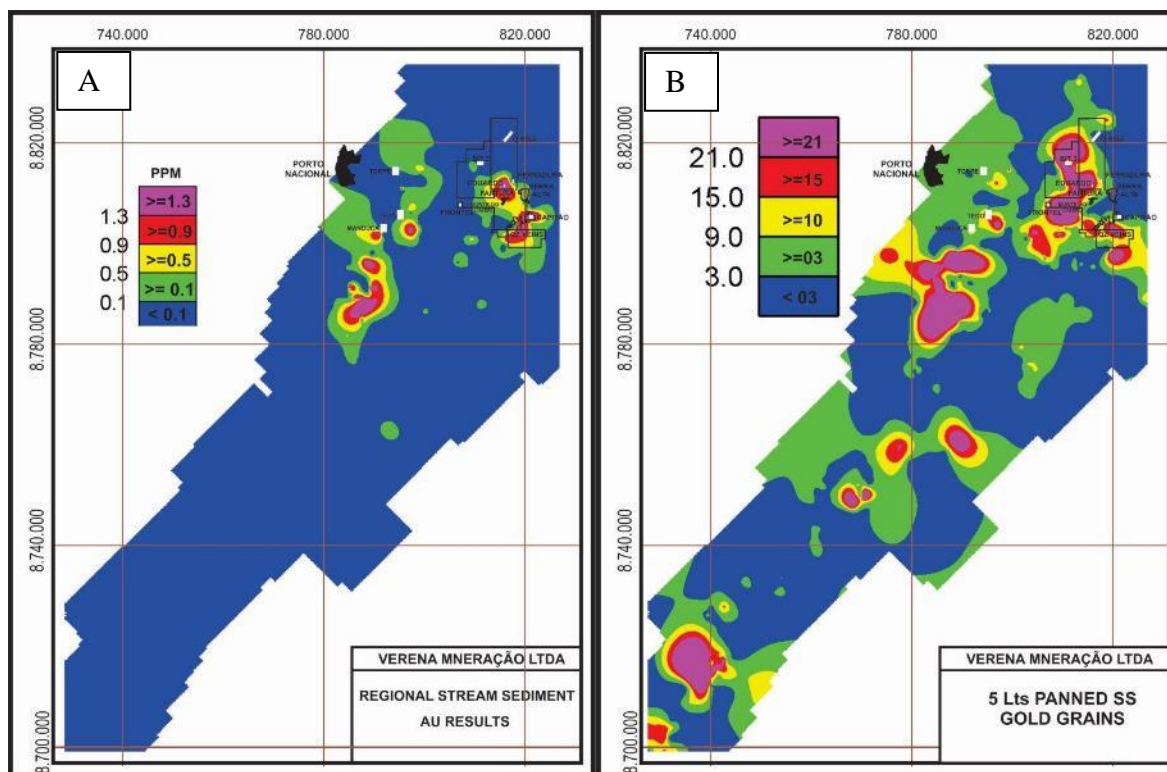 740.000 780.000 820.000
A
8.820.000
8.780.000
8.740.000
8.700.000
PORTO
NACIONAL
PPM
1.3
0.9
0.5
0.1
>=1.3
>=0.9
>=0.5
>= 0.1
< 0.1
TORRE
EDUARDO
MANDUCA
VERENA MNERAÇÃO LTDA
REGIONAL STREAM SEDIMENT
AU RESULTS
740.000 780.000 820.000
B
8.820.000
8.780.000
8.740.000
8.700.000
PORTO
NACIONAL
21.0
15.0
9.0
3.0
>=21
>=15
>=10
>=03
< 03
EDUARDO
VERENA MNERAÇÃO LTDA
5 Lts PANNED SS
GOLD GRAINS